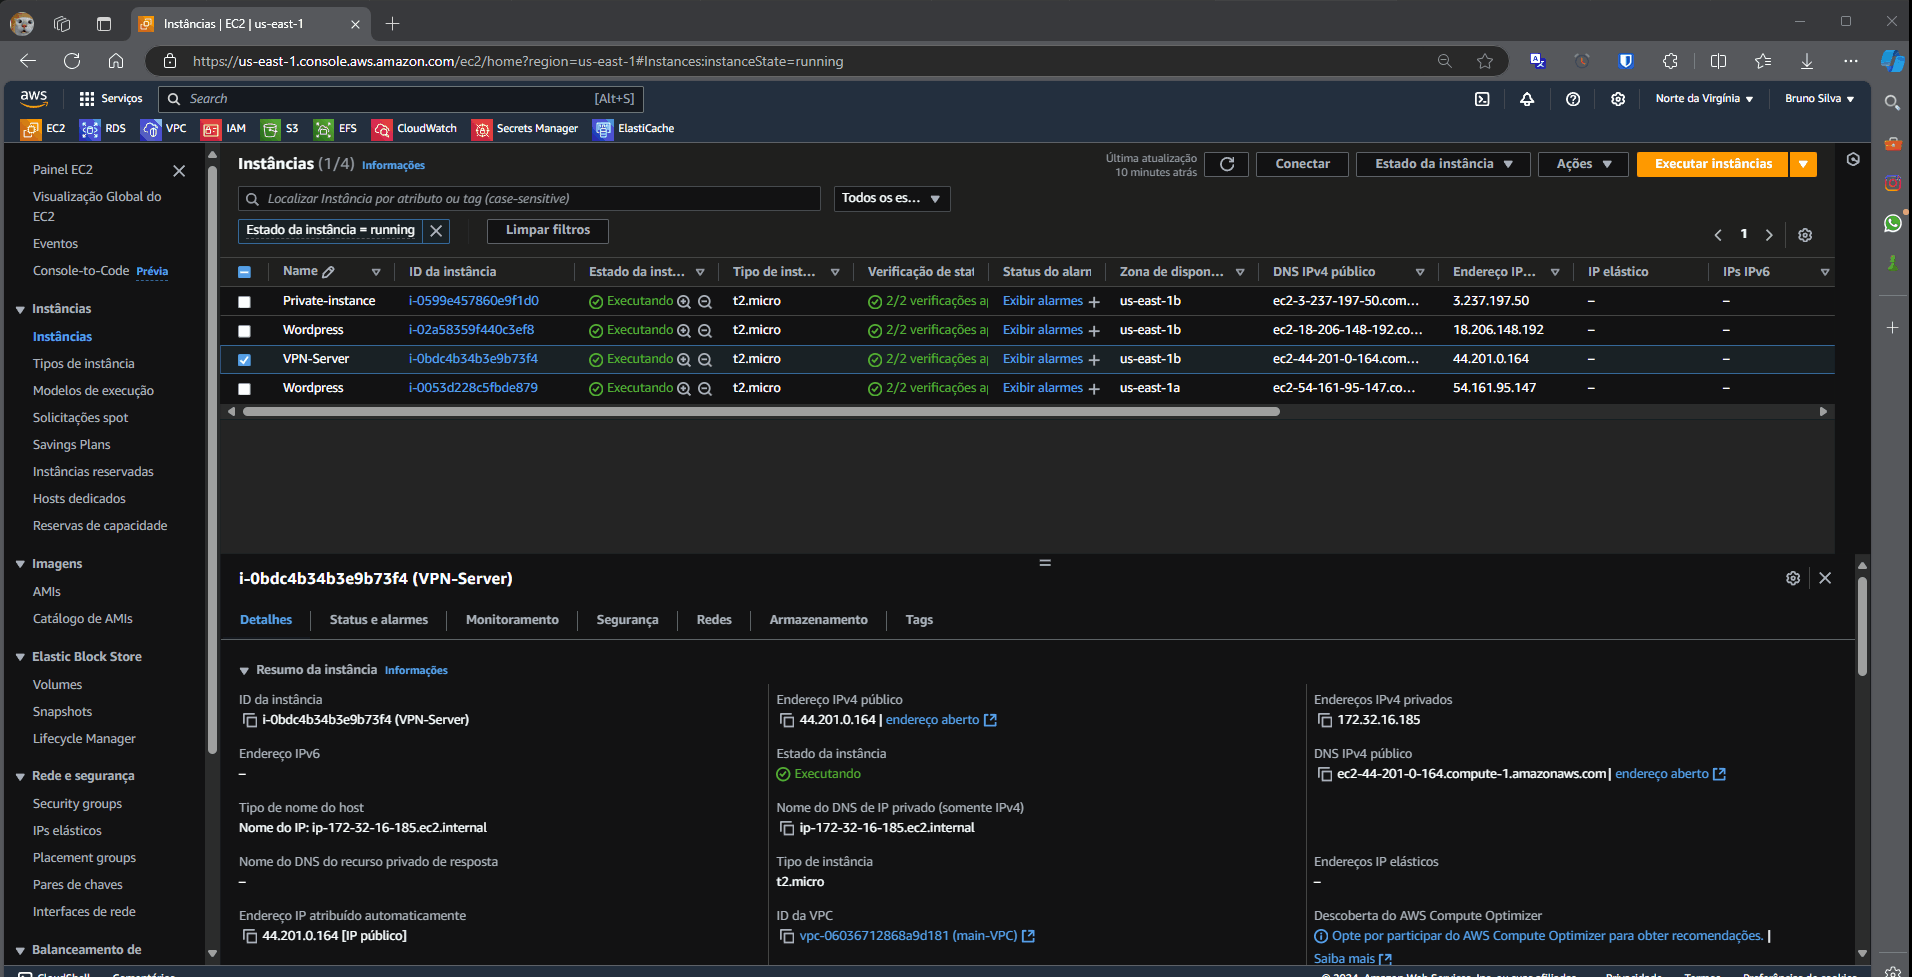 Instâncias | EC2 | us-east-1
https://us-east-1.console.aws.amazon.com/ec2/home?region=us-east-1#Instances:instanceState=running
aws
Serviços
Search
[Alt+S]
Norte da Virgínia
Bruno Silva
EC2
RDS
VPC
IAM
S3
EFS
CloudWatch
Secrets Manager
ElastiCache
Painel EC2
Visualização Global do
EC2
Eventos
Console-to-Code Prévia
Instâncias
Instâncias
Tipos de instância
Modelos de execução
Solicitações spot
Savings Plans
Instâncias reservadas
Hosts dedicados
Reservas de capacidade
Imagens
AMIs
Catálogo de AMIs
Elastic Block Store
Volumes
Snapshots
Lifecycle Manager
Rede e segurança
Security groups
IPs elásticos
Placement groups
Pares de chaves
Interfaces de rede
Balanceamento de
Instâncias (1/4) Informações
Última atualização
10 minutes atrás
Conectar
Estado da instância
Ações
Executar instâncias
Localizar Instância por atributo ou tag (case-sensitive)
Todos os es...
Estado da instância = running
Limpar filtros
1
Name ID da instância Estado da inst... Tipo de inst... Verificação de stat Status do alarm Zona de dispon... DNS IPv4 público Endereço IP... IP elástico IPs IPv6
Private-instance i-0599e457860e9f1d0 Executando t2.micro 2/2 verificações a Exibir alarmes + us-east-1b ec2-3-237-197-50.com... 3.237.197.50 – –
Wordpress i-02a58359f440c3ef8 Executando t2.micro 2/2 verificações a Exibir alarmes + us-east-1b ec2-18-206-148-192.co... 18.206.148.192 – –
VPN-Server i-0bdc4b34b3e9b73f4 Executando t2.micro 2/2 verificações a Exibir alarmes + us-east-1b ec2-44-201-0-164.com... 44.201.0.164 – –
Wordpress i-0053d228c5fbde879 Executando t2.micro 2/2 verificações a Exibir alarmes + us-east-1a ec2-54-161-95-147.co... 54.161.95.147 – –
i-0bdc4b34b3e9b73f4 (VPN-Server)
Detalhes
Status e alarmes
Monitoramento
Segurança
Redes
Armazenamento
Tags
Resumo da instância Informações
ID da instância
i-0bdc4b34b3e9b73f4 (VPN-Server)
Endereço IPv4 público
44.201.0.164 | endereço aberto
Endereços IPv4 privados
172.32.16.185
Endereço IPv6
–
Estado da instância
Executando
DNS IPv4 público
ec2-44-201-0-164.compute-1.amazonaws.com | endereço aberto
Tipo de nome do host
Nome do IP: ip-172-32-16-185.ec2.internal
Nome do DNS de IP privado (somente IPv4)
ip-172-32-16-185.ec2.internal
Nome do DNS do recurso privado de resposta
–
Tipo de instância
t2.micro
Endereços IP elásticos
–
Endereço IP atribuído automaticamente
44.201.0.164 [IP público]
ID da VPC
vpc-06036712868a9d181 (main-VPC)
Descoberta do AWS Compute Optimizer
Opte por participar do AWS Compute Optimizer para obter recomendações. |
Saiba mais
CloudShell
Comentários